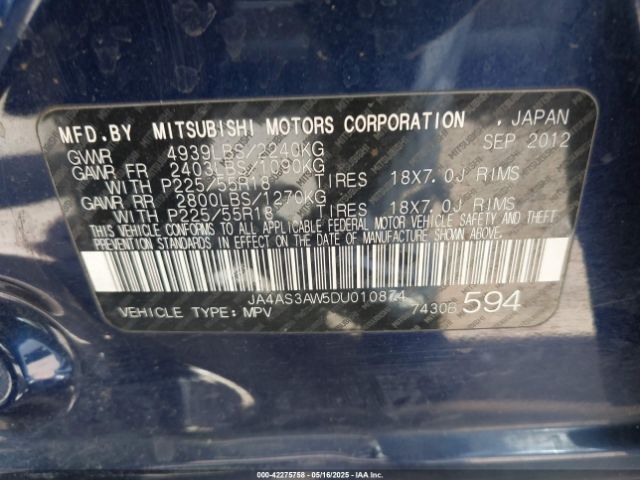 MFD.BY MITSUBISHI MOTORS CORPORATION , JAPAN
SEP 2012
GVWR 4939LBS/2240KG
GAWR FR 2403LBS/1090KG
WITH P225/55R18 TIRES 18X7.0J RIMS
GAWR RR 2800LBS/1270KG
WITH P225/55R18 TIRES 18X7.0J RIMS
THIS VEHICLE CONFORMS TO ALL APPLICABLE FEDERAL MOTOR VEHICLE SAFETY AND THEFT
PREVENTION STANDARDS IN EFFECT ON THE DATE OF MANUFACTURE SHOWN ABOVE.
JA4AS3AW5DU010874
VEHICLE TYPE: MPV 7430B 594
000-42275758 - 05/16/2025 - IAAI, Inc.